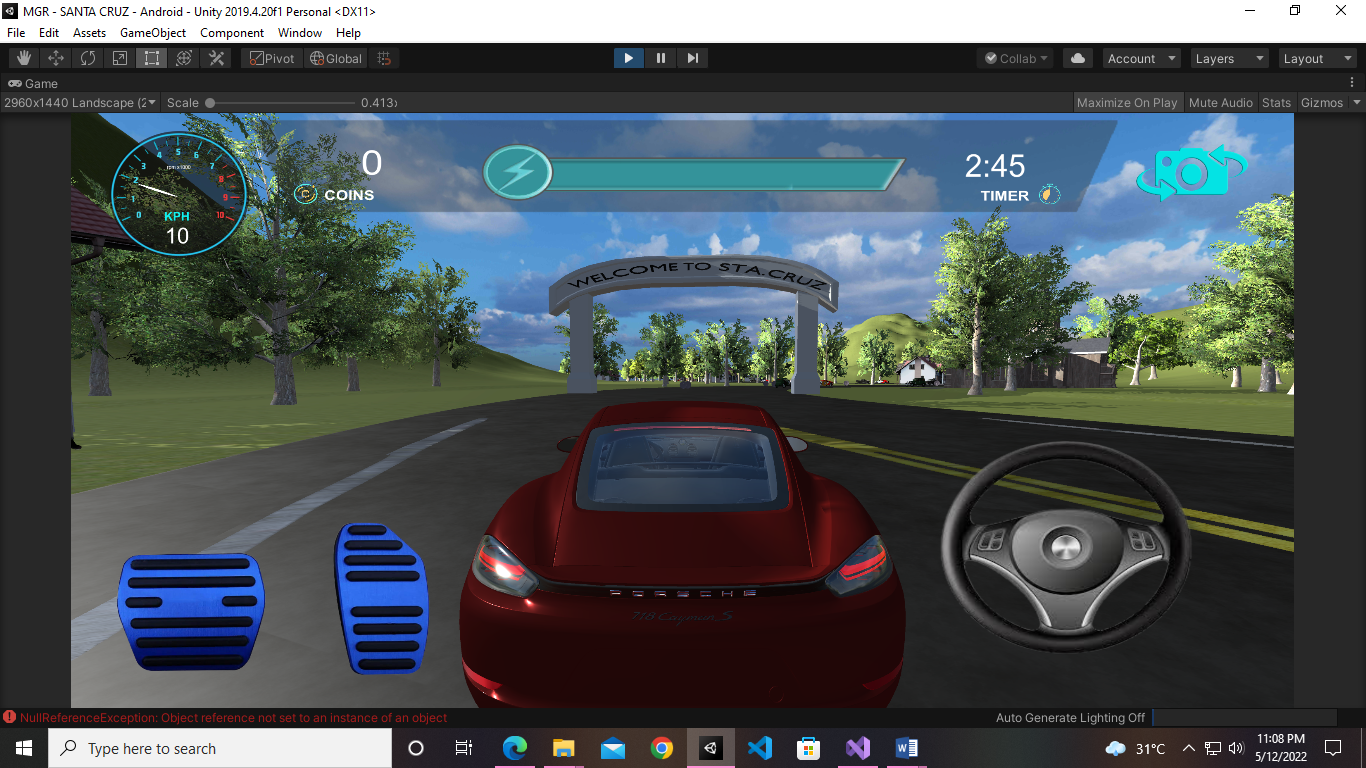 MGR - SANTA CRUZ - Android - Unity 2019.4.20f1 Personal <DX11>
File Edit Assets GameObject Component Window Help
Pivot Global Collab Account Layers Layout
Game
2960x1440 Landscape (2 Scale 0.413 Maximize On Play Mute Audio Stats Gizmos
0
COINS
2:45
TIMER
0 1 2 3 4 5 6 7 8 9 10
rpm x1000
KPH
10
WELCOME TO STA.CRUZ
PORSCHE
718 Cayman S
NullReferenceException: Object reference not set to an instance of an object
Auto Generate Lighting Off
Type here to search
31°C
11:08 PM
5/12/2022